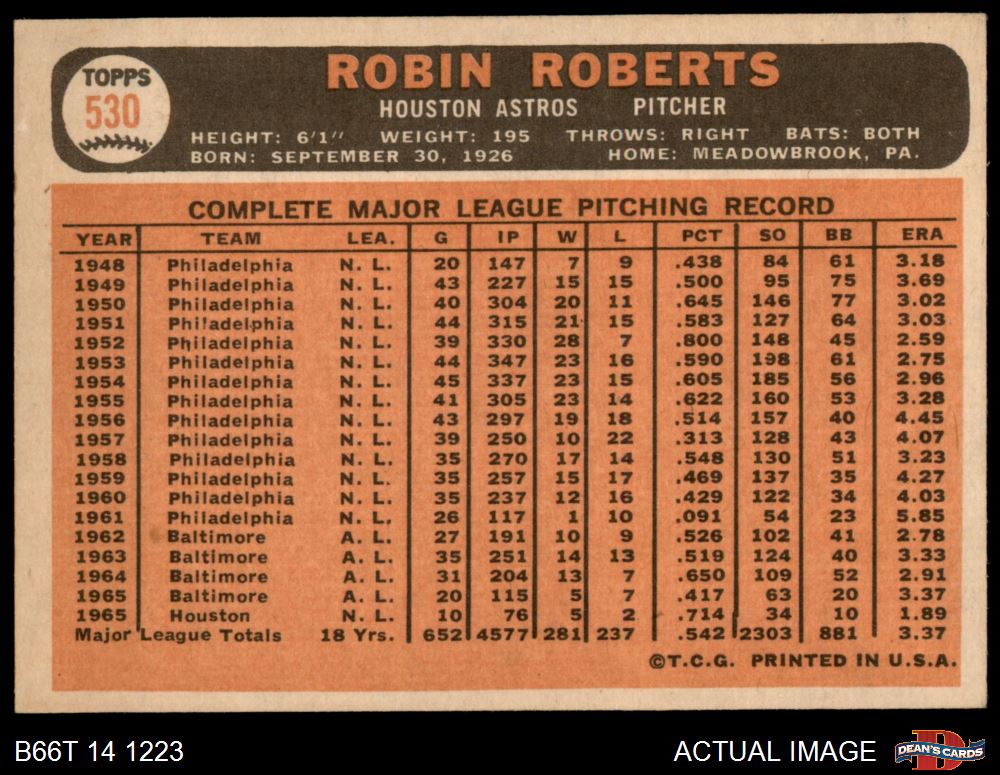 TOPPS
530
ROBIN ROBERTS
HOUSTON ASTROS PITCHER
HEIGHT: 6'1" WEIGHT: 195 THROWS: RIGHT BATS: BOTH
BORN: SEPTEMBER 30, 1926 HOME: MEADOWBROOK, PA.
COMPLETE MAJOR LEAGUE PITCHING RECORD
YEAR TEAM LEA. G IP W L PCT SO BB ERA
1948 Philadelphia N. L. 20 147 7 9 .438 84 61 3.18
1949 Philadelphia N. L. 43 227 15 15 .500 95 75 3.69
1950 Philadelphia N. L. 40 304 20 11 .645 146 77 3.02
1951 Philadelphia N. L. 44 315 21 15 .583 127 64 3.03
1952 Philadelphia N. L. 39 330 28 7 .800 148 45 2.59
1953 Philadelphia N. L. 44 347 23 16 .590 198 61 2.75
1954 Philadelphia N. L. 45 337 23 15 .605 185 56 2.96
1955 Philadelphia N. L. 41 305 23 14 .622 160 53 3.28
1956 Philadelphia N. L. 43 297 19 18 .514 157 40 4.45
1957 Philadelphia N. L. 39 250 10 22 .313 128 43 4.07
1958 Philadelphia N. L. 35 270 17 14 .548 130 51 3.23
1959 Philadelphia N. L. 35 257 15 17 .469 137 35 4.27
1960 Philadelphia N. L. 35 237 12 16 .429 122 34 4.03
1961 Philadelphia N. L. 26 117 1 10 .091 54 23 5.85
1962 Baltimore A. L. 27 191 10 9 .526 102 41 2.78
1963 Baltimore A. L. 35 251 14 13 .519 124 40 3.33
1964 Baltimore A. L. 31 204 13 7 .650 109 52 2.91
1965 Baltimore A. L. 20 115 5 7 .417 63 20 3.37
1965 Houston N. L. 10 76 5 2 .714 34 10 1.89
Major League Totals 18 Yrs. 652 4577 281 237 .542 2303 881 3.37
©T.C.G. PRINTED IN U.S.A.
B66T 14 1223
ACTUAL IMAGE
DEAN'S CARDS